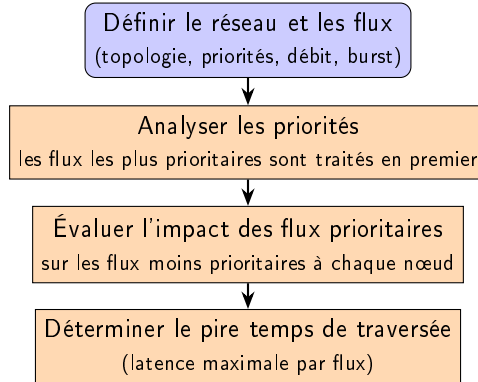 Définir le réseau et les flux
(topologie, priorités, débit, burst)
Analyser les priorités
les flux les plus prioritaires sont traités en premier
Évaluer l'impact des flux prioritaires
sur les flux moins prioritaires à chaque nœud
Déterminer le pire temps de traversée
(latence maximale par flux)